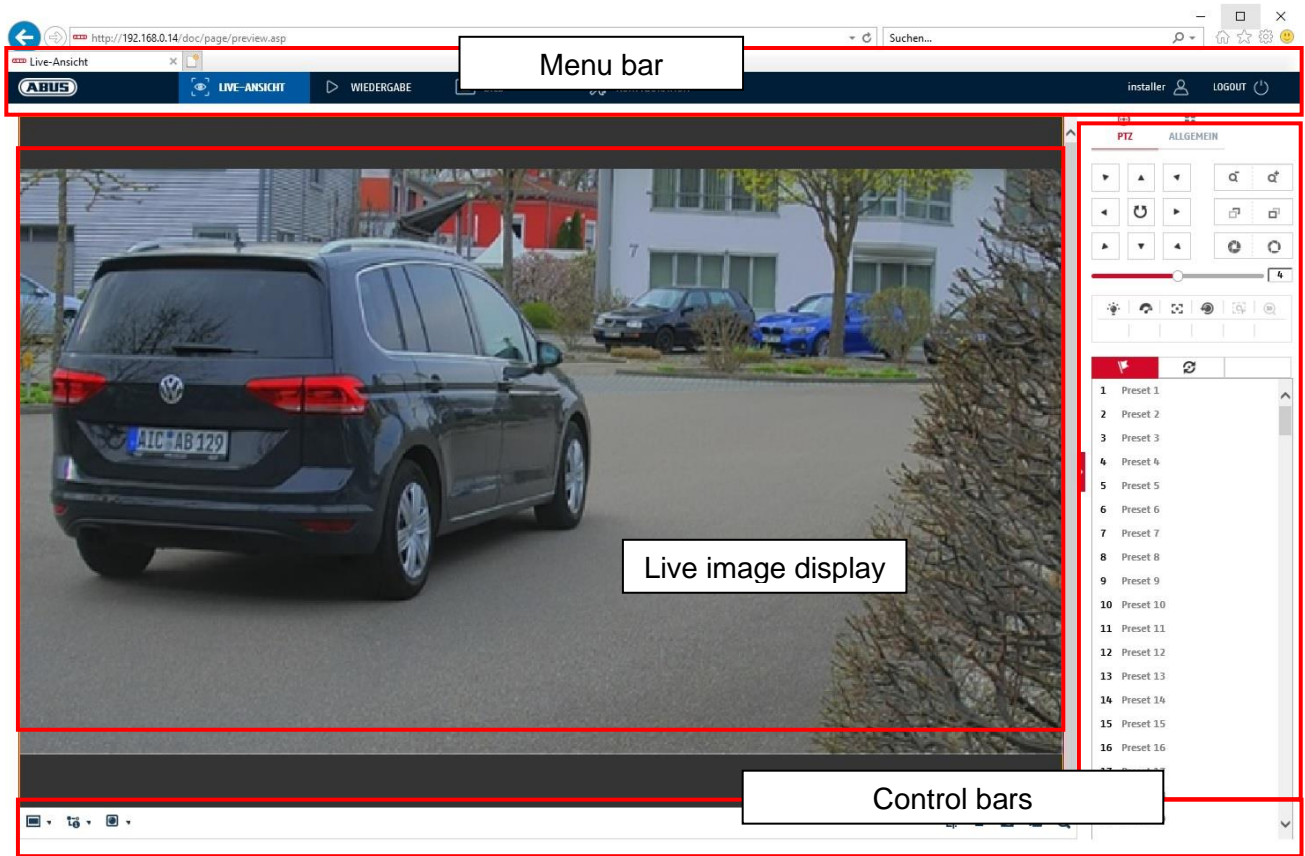 http://192.168.0.14/doc/page/preview.asp
Suchen...
Live-Ansicht
Menu bar
ABUS
LIVE-ANSICHT
WIEDERGABE
installer
LOGOUT
PTZ
ALLGEMEIN
4
7
AIC AB 129
Live image display
1 Preset 1
2 Preset 2
3 Preset 3
4 Preset 4
5 Preset 5
6 Preset 6
7 Preset 7
8 Preset 8
9 Preset 9
10 Preset 10
11 Preset 11
12 Preset 12
13 Preset 13
14 Preset 14
15 Preset 15
16 Preset 16
Control bars